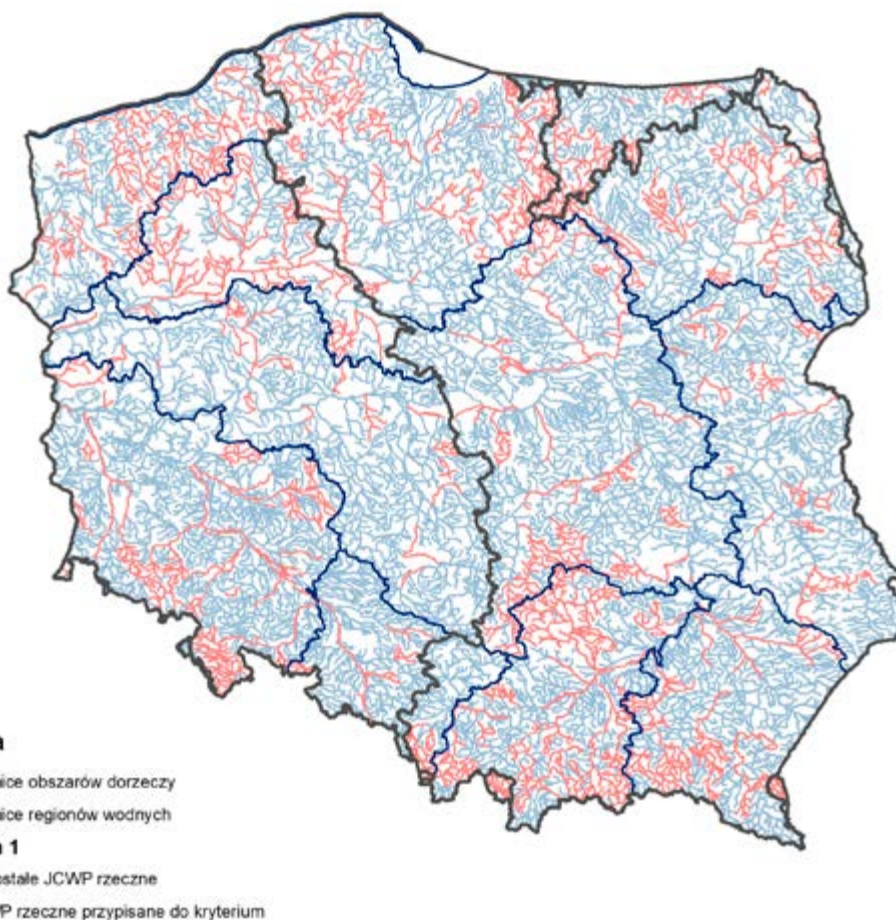 a
ice obszarów dorzeczy
ice regionów wodnych
1
ostałe JCWP rzeczne
P rzeczne przypisane do kryterium